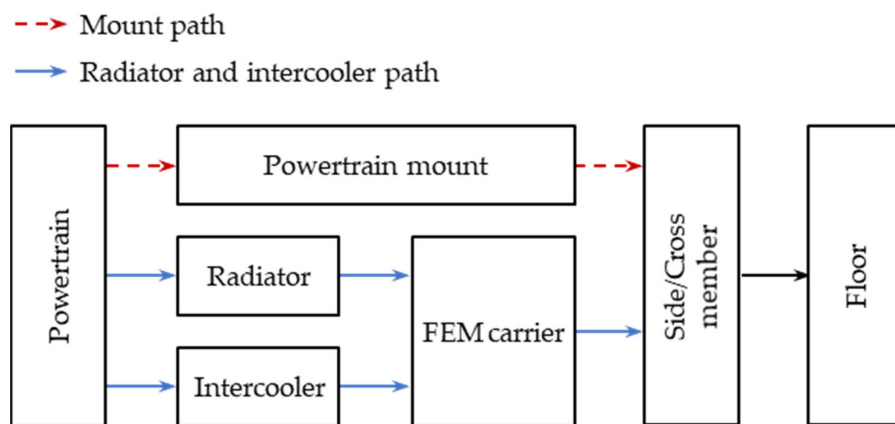 Mount path
Radiator and intercooler path
Powertrain
Powertrain mount
Radiator
Intercooler
FEM carrier
Side/Cross
member
Floor